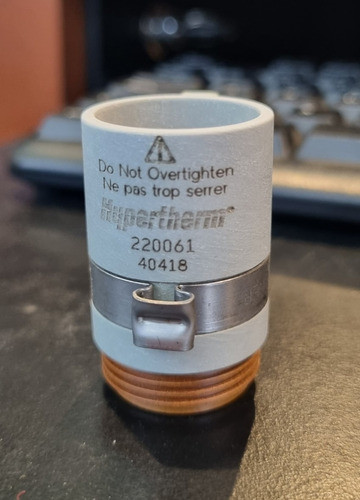 Do Not Overtighten
Ne pas trop serrer
Hypertherm®
220061
40418